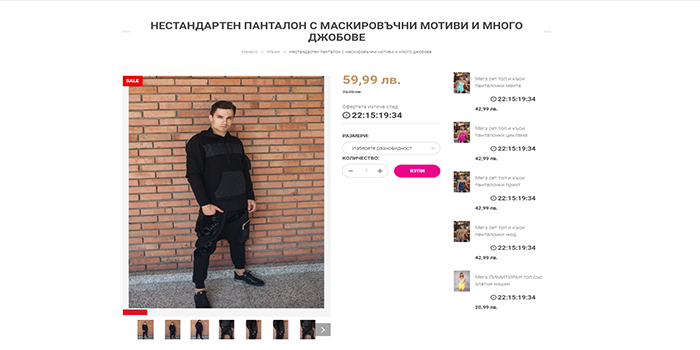 НЕСТАНДАРТЕН ПАНТАЛОН С МАСКИРОВЪЧНИ МОТИВИ И МНОГО
ДЖОБОВЕ
Начало > Мъже > Нестандартен панталон с маскировъчни мотиви и много джобове
SALE
59,99 лв.
Офертата изтича след
22:15:19:34
РАЗМЕРИ:
Изберете разновидност
КОЛИЧЕСТВО:
− 1 +
КУПИ
Мега сет топ и къси
панталонки мента
22:15:19:34
42,99 лв.
Мега сет топ и къси
панталонки циклама
22:15:19:34
42,99 лв.
Мега сет топ и къси
панталонки принт
22:15:19:34
42,99 лв.
Мега сет топ и къси
панталонки нюд
22:15:19:34
42,99 лв.
Мега ЛИМИТИРАН топ със
златни нишки
22:15:19:34
20,99 лв.